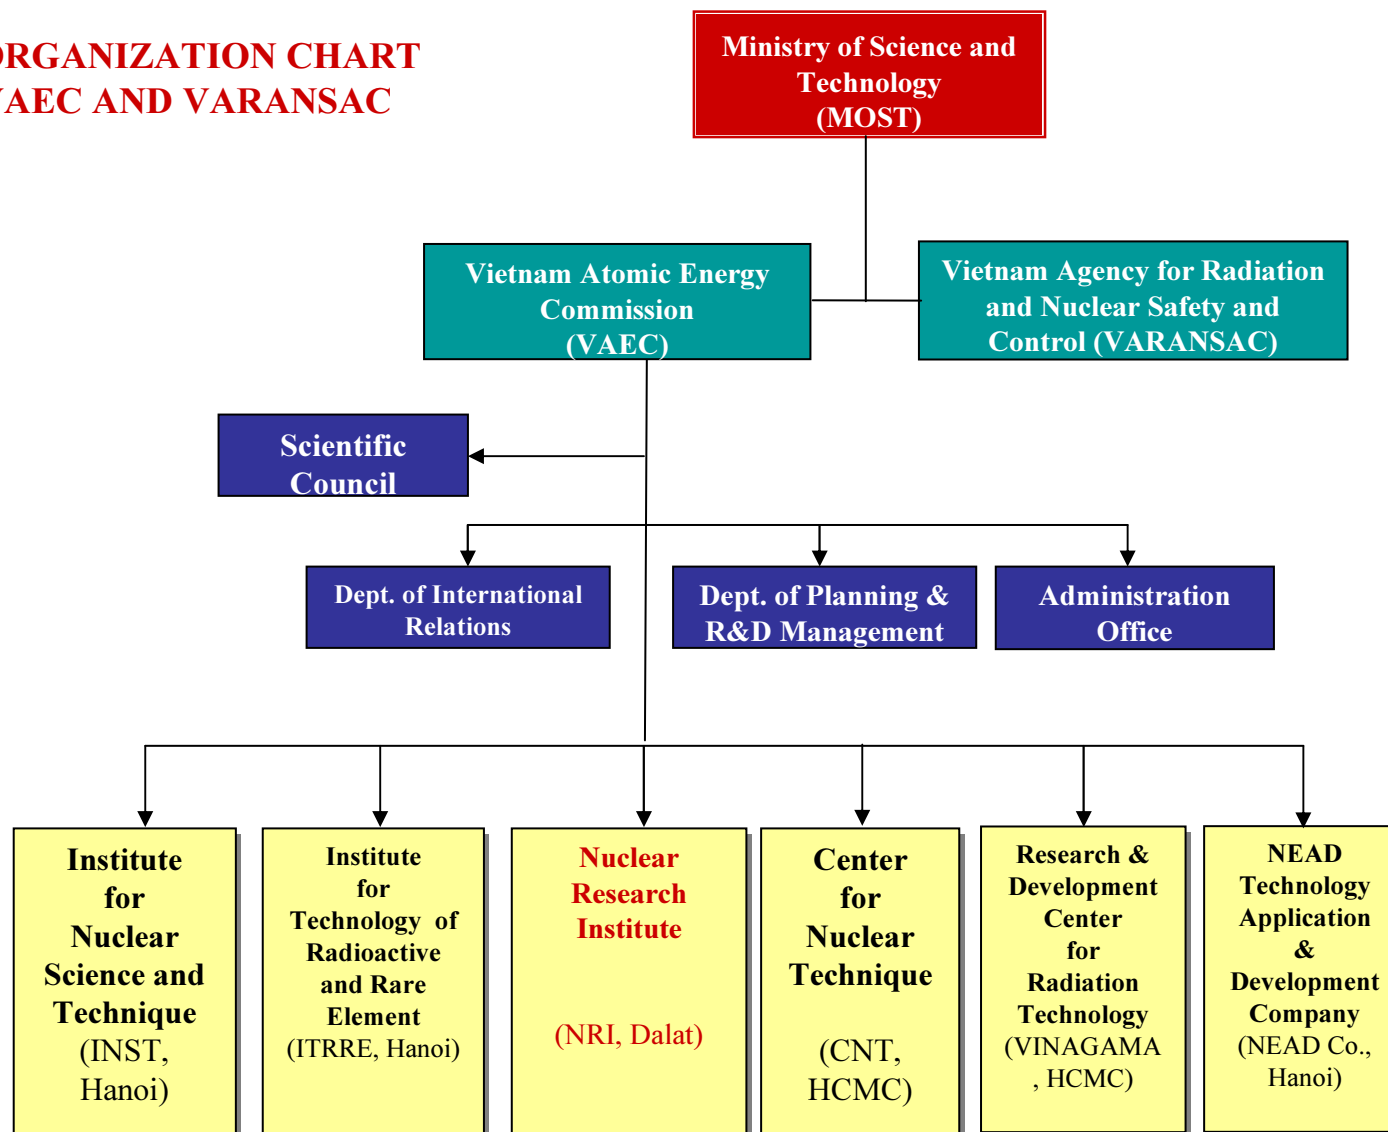 ORGANIZATION CHART
VAEC AND VARANSAC
Ministry of Science and
Technology
(MOST)
Vietnam Atomic Energy
Commission
(VAEC)
Vietnam Agency for Radiation
and Nuclear Safety and
Control (VARANSAC)
Scientific
Council
Dept. of International
Relations
Dept. of Planning &
R&D Management
Administration
Office
Institute
for
Nuclear
Science and
Technique
(INST,
Hanoi)
Institute
for
Technology of
Radioactive
and Rare
Element
(ITRRE, Hanoi)
Nuclear
Research
Institute
(NRI, Dalat)
Center
for
Nuclear
Technique
(CNT,
HCMC)
Research &
Development
Center
for
Radiation
Technology
(VINAGAMA
, HCMC)
NEAD
Technology
Application
&
Development
Company
(NEAD Co.,
Hanoi)